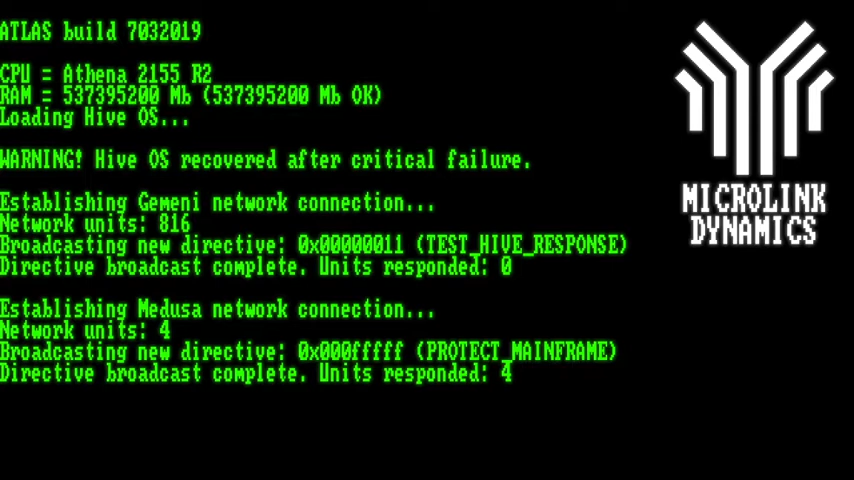 ATLAS build 7032019
CPU = Athena 2155 R2
RAM = 537395200 Mb (537395200 Mb OK)
Loading Hive OS...
WARNING! Hive OS recovered after critical failure.
Establishing Gemeni network connection...
Network units: 816
Broadcasting new directive: 0x00000011 (TEST_HIVE_RESPONSE)
Directive broadcast complete. Units responded: 0
Establishing Medusa network connection...
Network units: 4
Broadcasting new directive: 0x000fffff (PROTECT_MAINFRAME)
Directive broadcast complete. Units responded: 4
MICROLINK
DYNAMICS